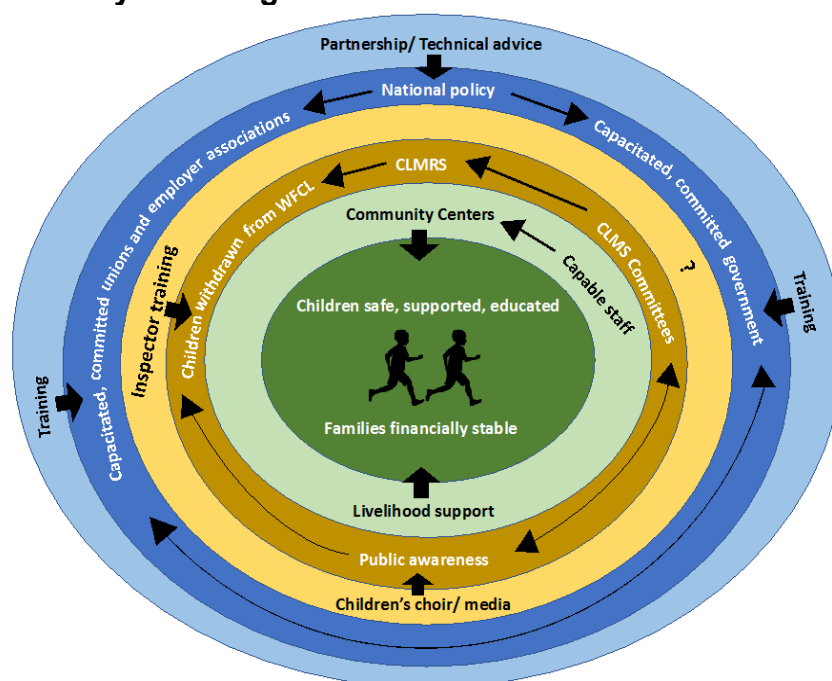 Partnership/ Technical advice
National policy
Capacitated, committed unions and employer associations
Capacitated, committed government
CLMRS
Children withdrawn from WFCL
CLMS Committees
?
Community Centers
Capable staff
Inspector training
Training
Training
Children safe, supported, educated
Families financially stable
Livelihood support
Public awareness
Children’s choir/ media